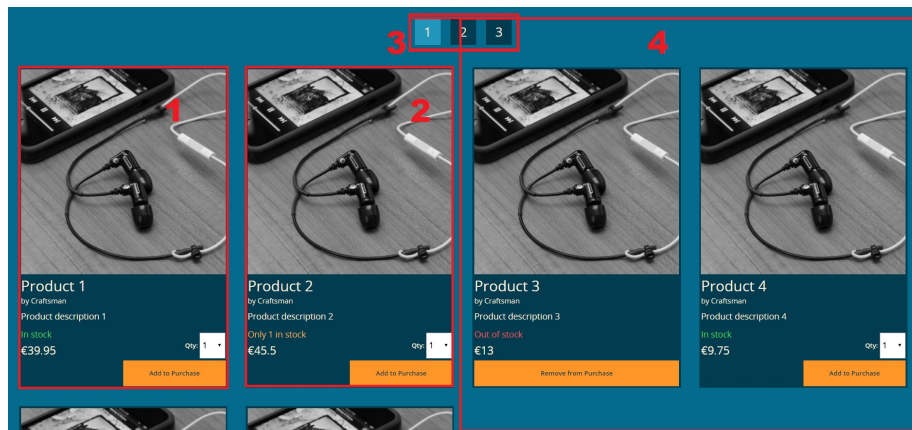 1 2 3
3
4
1
2
Product 1
by Craftsman
Product description 1
In stock
Qty: 1
€39.95
Add to Purchase
Product 2
by Craftsman
Product description 2
Only 1 in stock
Qty: 1
€45.5
Add to Purchase
Product 3
by Craftsman
Product description 3
Out of stock
€13
Remove from Purchase
Product 4
by Craftsman
Product description 4
In stock
Qty: 1
€9.75
Add to Purchase